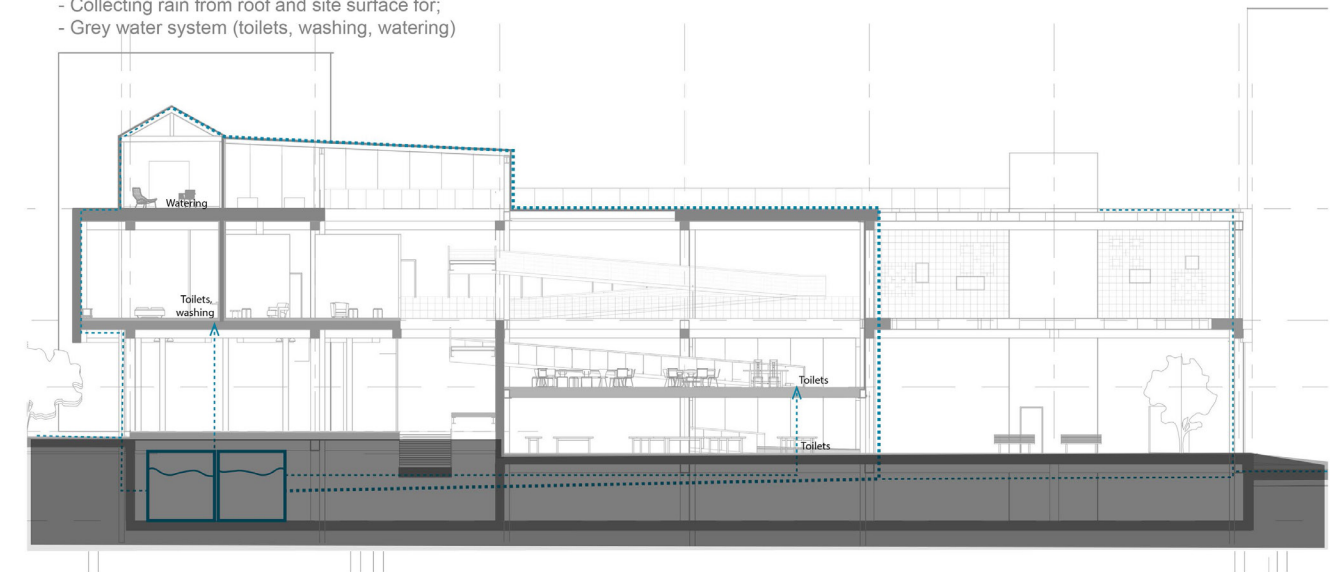 - Collecting rain from roof and site surface for;
- Grey water system (toilets, washing, watering)
Watering
Toilets,
washing
Toilets
Toilets